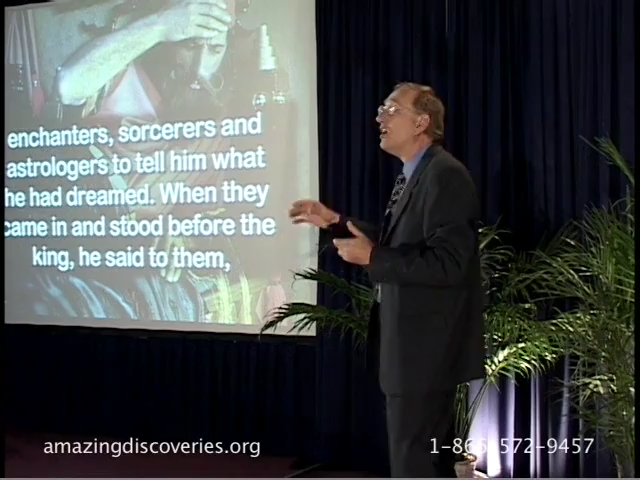 enchanters, sorcerers and
astrologers to tell him what
he had dreamed. When they
came in and stood before the
king, he said to them,
amazingdiscoveries.org
1-866-572-9457